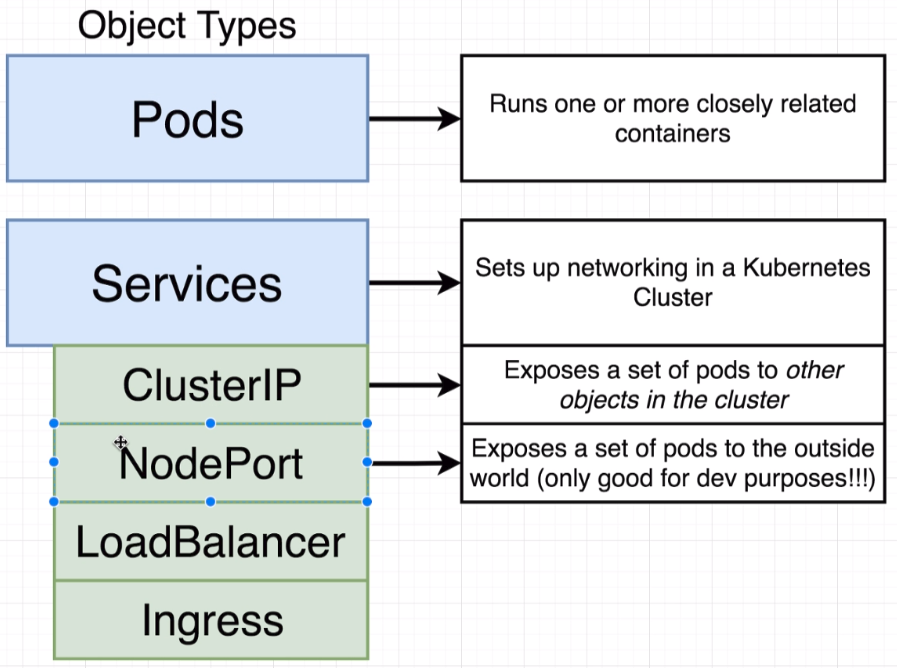 Object Types
Pods
Runs one or more closely related
containers
Services
Sets up networking in a Kubernetes
Cluster
ClusterIP
Exposes a set of pods to other
objects in the cluster
NodePort
Exposes a set of pods to the outside
world (only good for dev purposes!!!)
LoadBalancer
Ingress